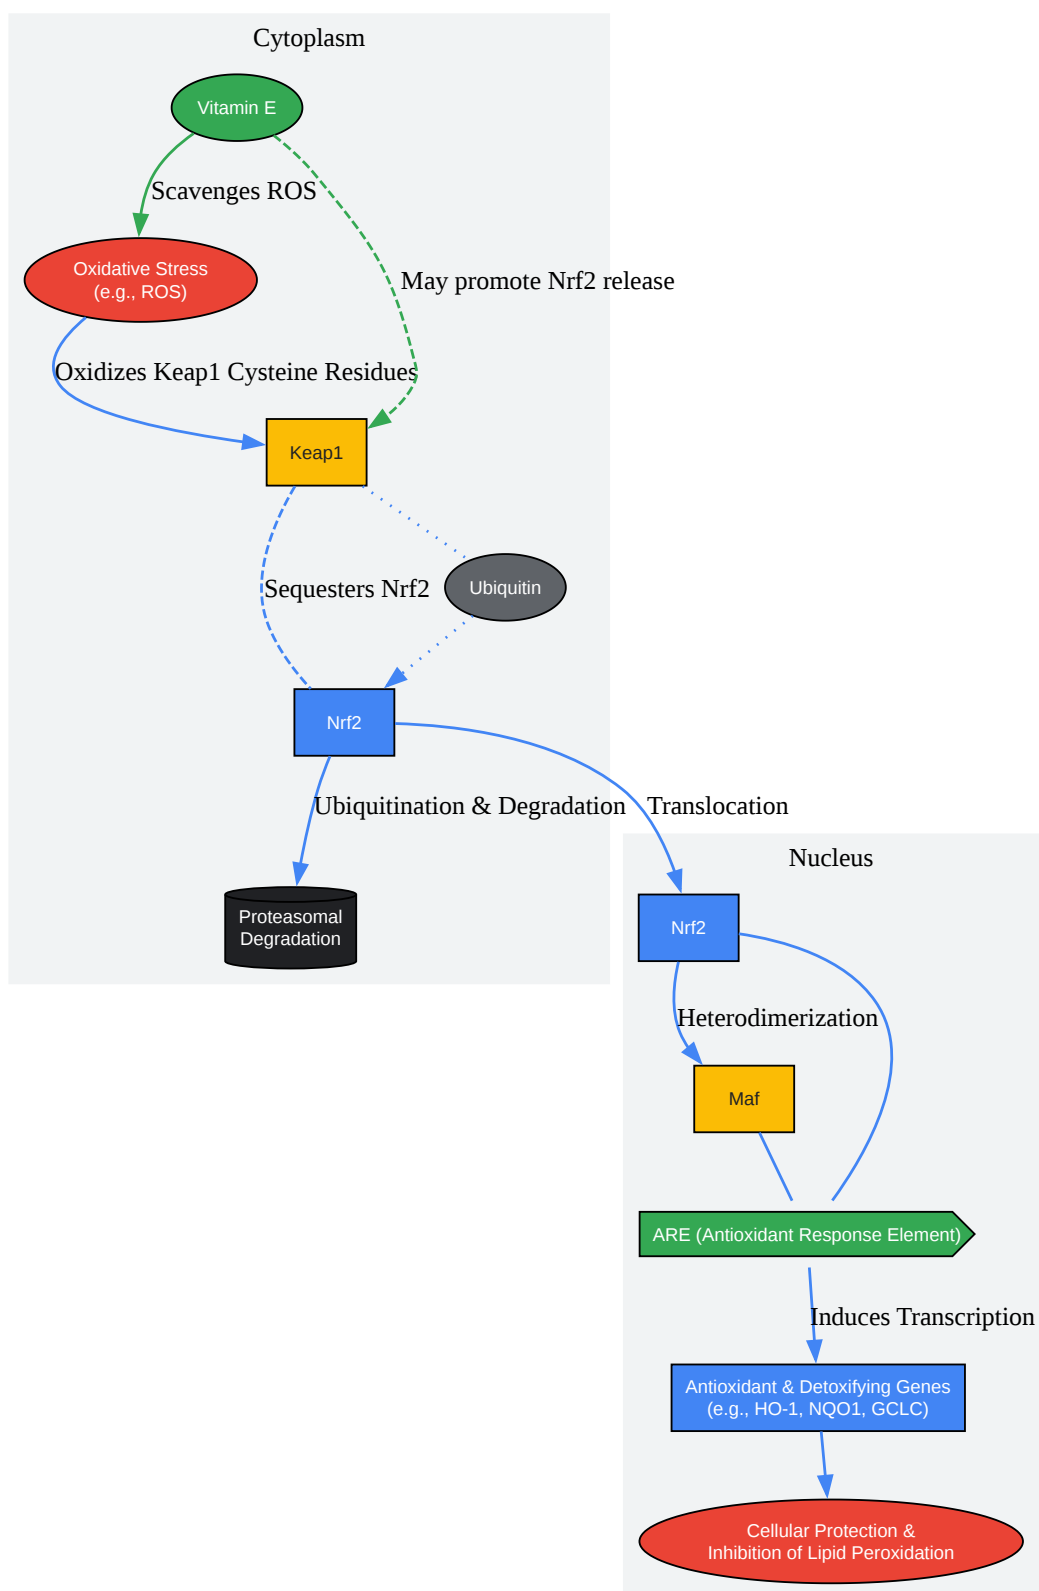 Cytoplasm
Vitamin E
Scavenges ROS
Oxidative Stress
(e.g., ROS)
May promote Nrf2 release
Oxidizes Keap1 Cysteine Residues
Keap1
Sequesters Nrf2
Ubiquitin
Nrf2
Ubiquitination & Degradation
Translocation
Proteasomal
Degradation
Nucleus
Nrf2
Heterodimerization
Maf
ARE (Antioxidant Response Element)
Induces Transcription
Antioxidant & Detoxifying Genes
(e.g., HO-1, NQO1, GCLC)
Cellular Protection &
Inhibition of Lipid Peroxidation